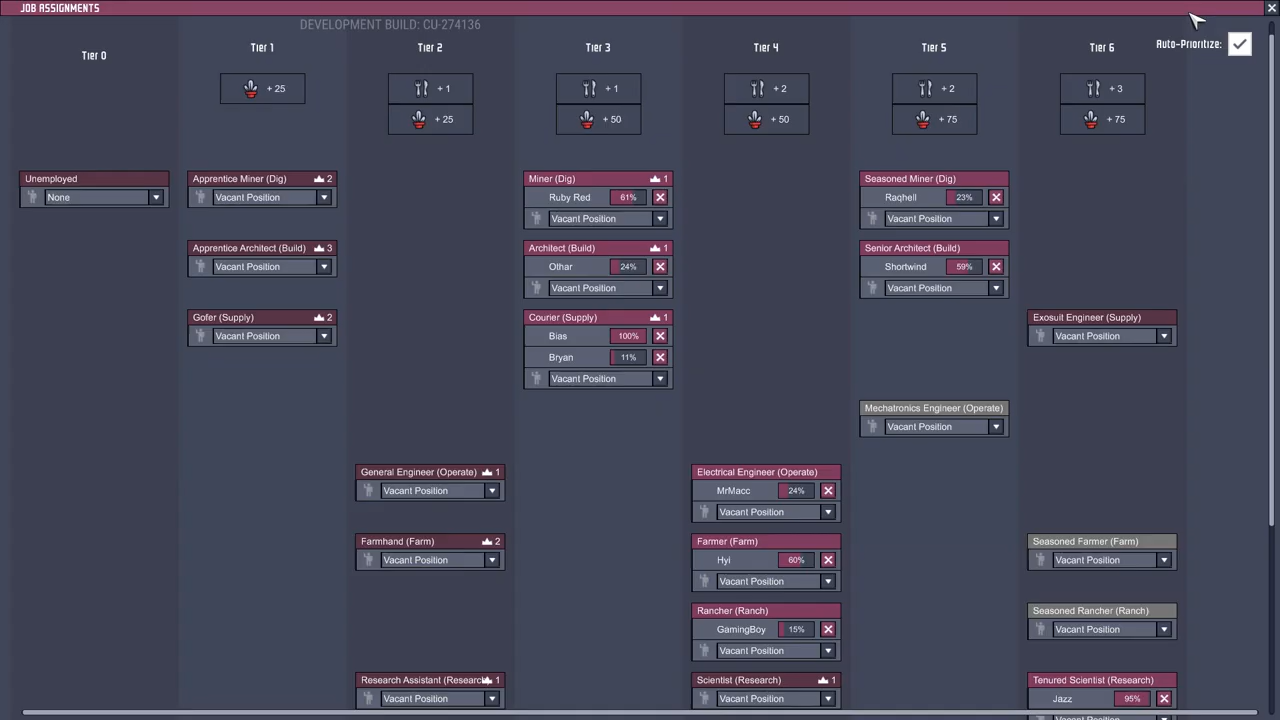 JOB ASSIGNMENTS
DEVELOPMENT BUILD: CU-274136
Auto-Prioritize:
Tier 0
Tier 1
Tier 2
Tier 3
Tier 4
Tier 5
Tier 6
+ 25
+ 1
+ 1
+ 2
+ 2
+ 3
+ 25
+ 50
+ 50
+ 75
+ 75
Unemployed
None
Apprentice Miner (Dig) 2
Vacant Position
Miner (Dig) 1
Ruby Red 61%
Vacant Position
Seasoned Miner (Dig)
Raqhell 23%
Vacant Position
Apprentice Architect (Build) 3
Vacant Position
Architect (Build) 1
Othar 24%
Vacant Position
Senior Architect (Build)
Shortwind 59%
Vacant Position
Gofer (Supply) 2
Vacant Position
Courier (Supply) 1
Bias 100%
Bryan 11%
Vacant Position
Exosuit Engineer (Supply)
Vacant Position
Mechatronics Engineer (Operate)
Vacant Position
General Engineer (Operate) 1
Vacant Position
Electrical Engineer (Operate)
MrMacc 24%
Vacant Position
Farmhand (Farm) 2
Vacant Position
Farmer (Farm)
Hyi 60%
Vacant Position
Seasoned Farmer (Farm)
Vacant Position
Rancher (Ranch)
GamingBoy 15%
Vacant Position
Seasoned Rancher (Ranch)
Vacant Position
Research Assistant (Research 1
Vacant Position
Scientist (Research) 1
Vacant Position
Tenured Scientist (Research)
Jazz 95%